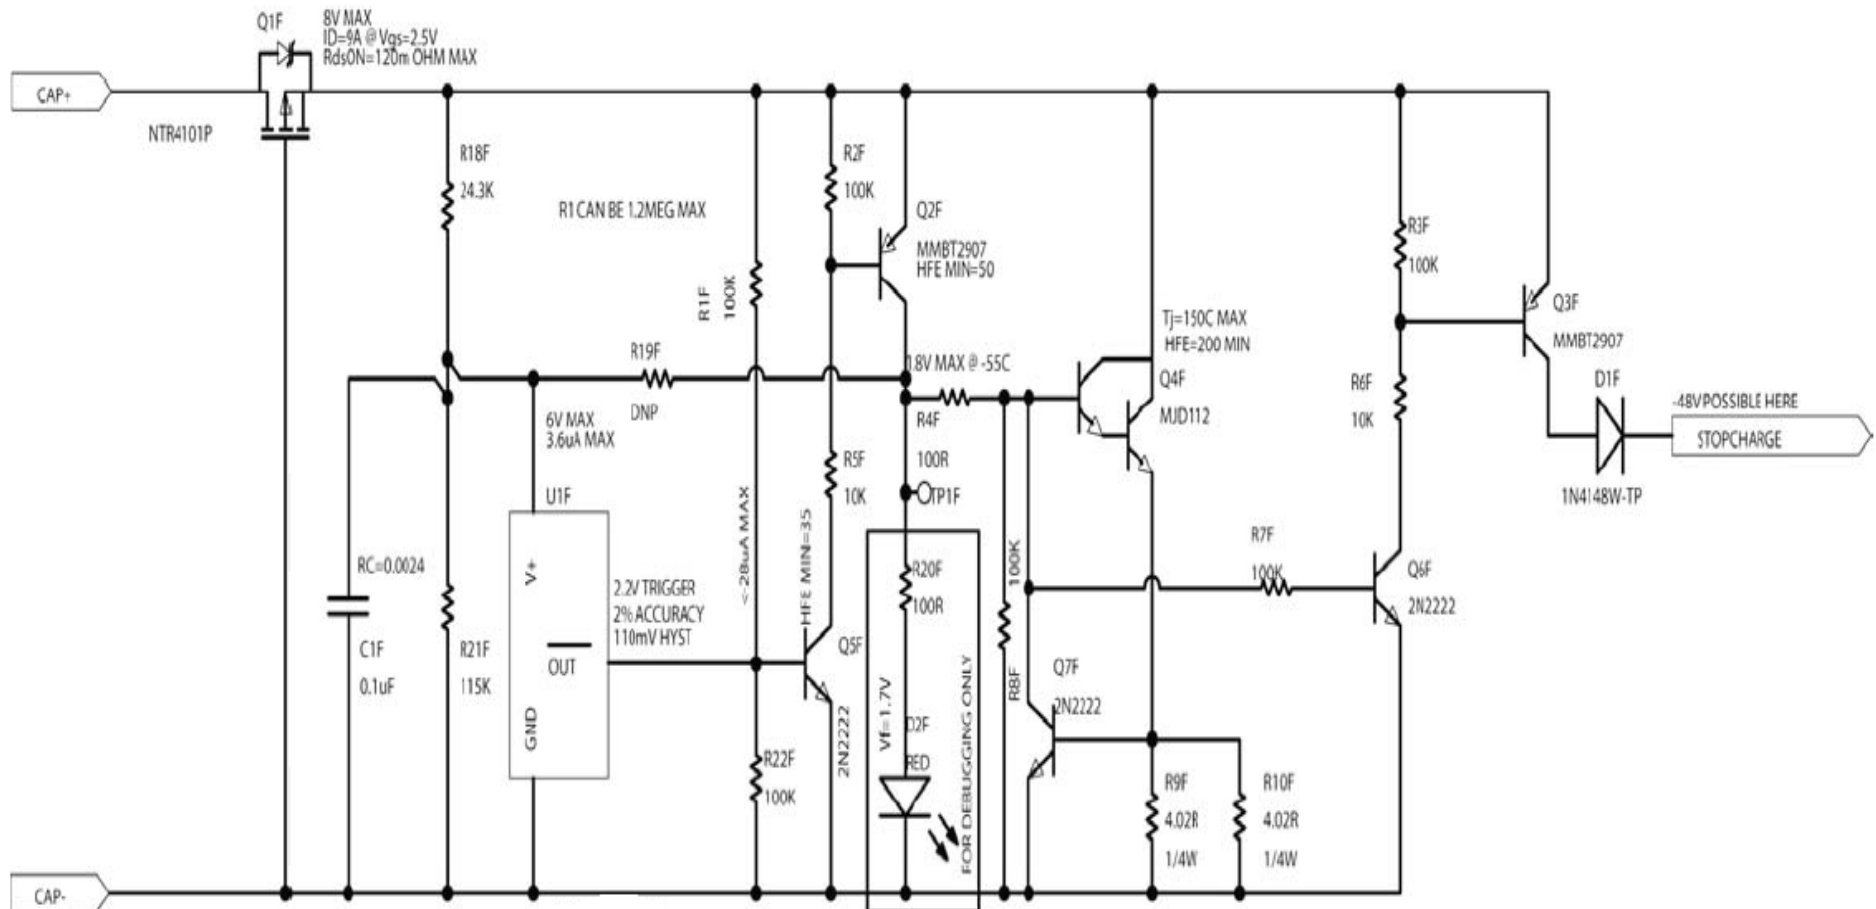 Q1F
8V MAX
ID=9A @ Vgs=2.5V
RdsON=120m OHM MAX
CAP+
NTR4101P
R18F
24.3K
R1 CAN BE 1.2MEG MAX
R1F
100K
R2F
100K
Q2F
MMBT2907
HFE MIN=50
R3F
100K
Q3F
MMBT2907
Tj=150C MAX
HFE=200 MIN
Q4F
MJD112
R19F
DNP
1.8V MAX @ -55C
R4F
100R
R6F
10K
D1F
1N4148W-TP
-48V POSSIBLE HERE
STOPCHARGE
6V MAX
3.6uA MAX
U1F
V+
OUT
GND
2.2V TRIGGER
2% ACCURACY
110mV HYST
<-28uA MAX
HFE MIN=35
R5F
10K
TP1F
R20F
100R
100K
R8F
R7F
100K
Q6F
2N2222
RC=0.0024
C1F
0.1uF
R21F
115K
Q5F
2N2222
R22F
100K
Vf=1.7V
D2F
RED
FOR DEBUGGING ONLY
Q7F
2N2222
R9F
4.02R
1/4W
R10F
4.02R
1/4W
CAP-